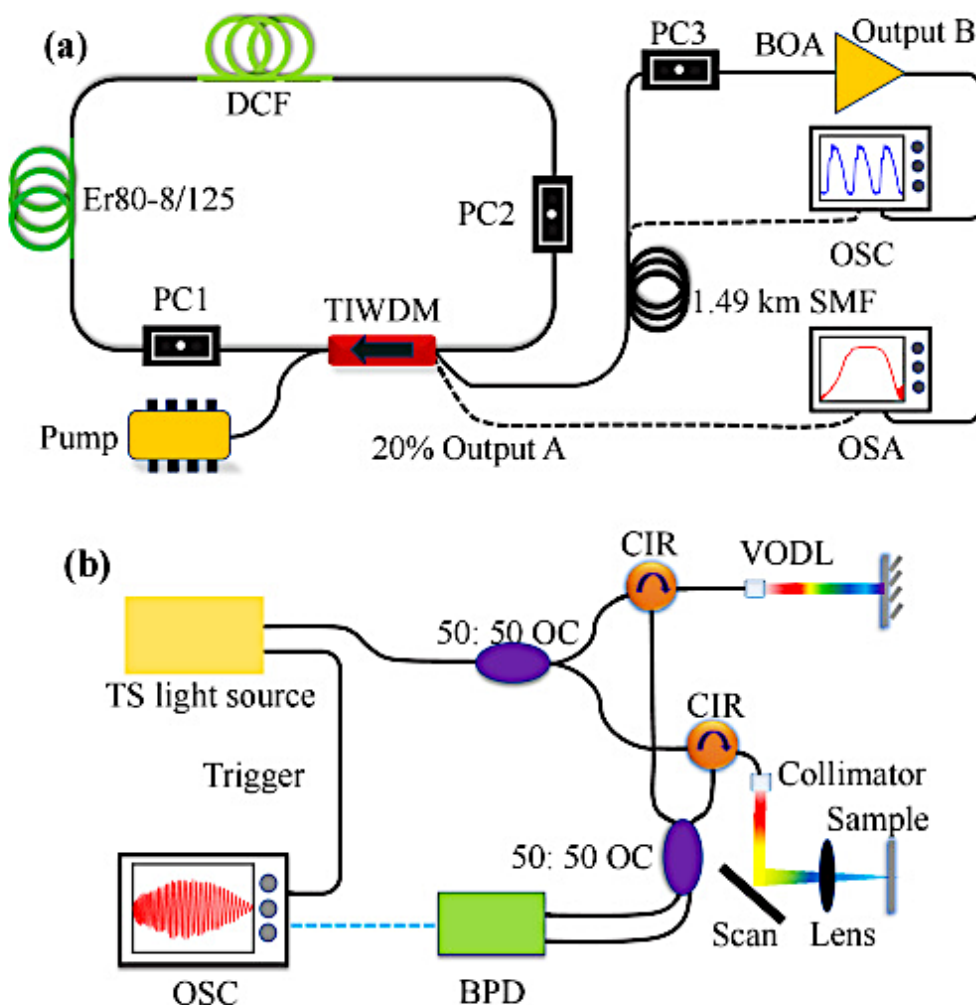 (a)
DCF
Er80-8/125
PC1
PC2
TIWDM
Pump
20% Output A
PC3
BOA
Output B
OSC
1.49 km SMF
OSA
(b)
TS light source
Trigger
OSC
50: 50 OC
CIR
VODL
CIR
Collimator
Sample
50: 50 OC
BPD
Scan
Lens